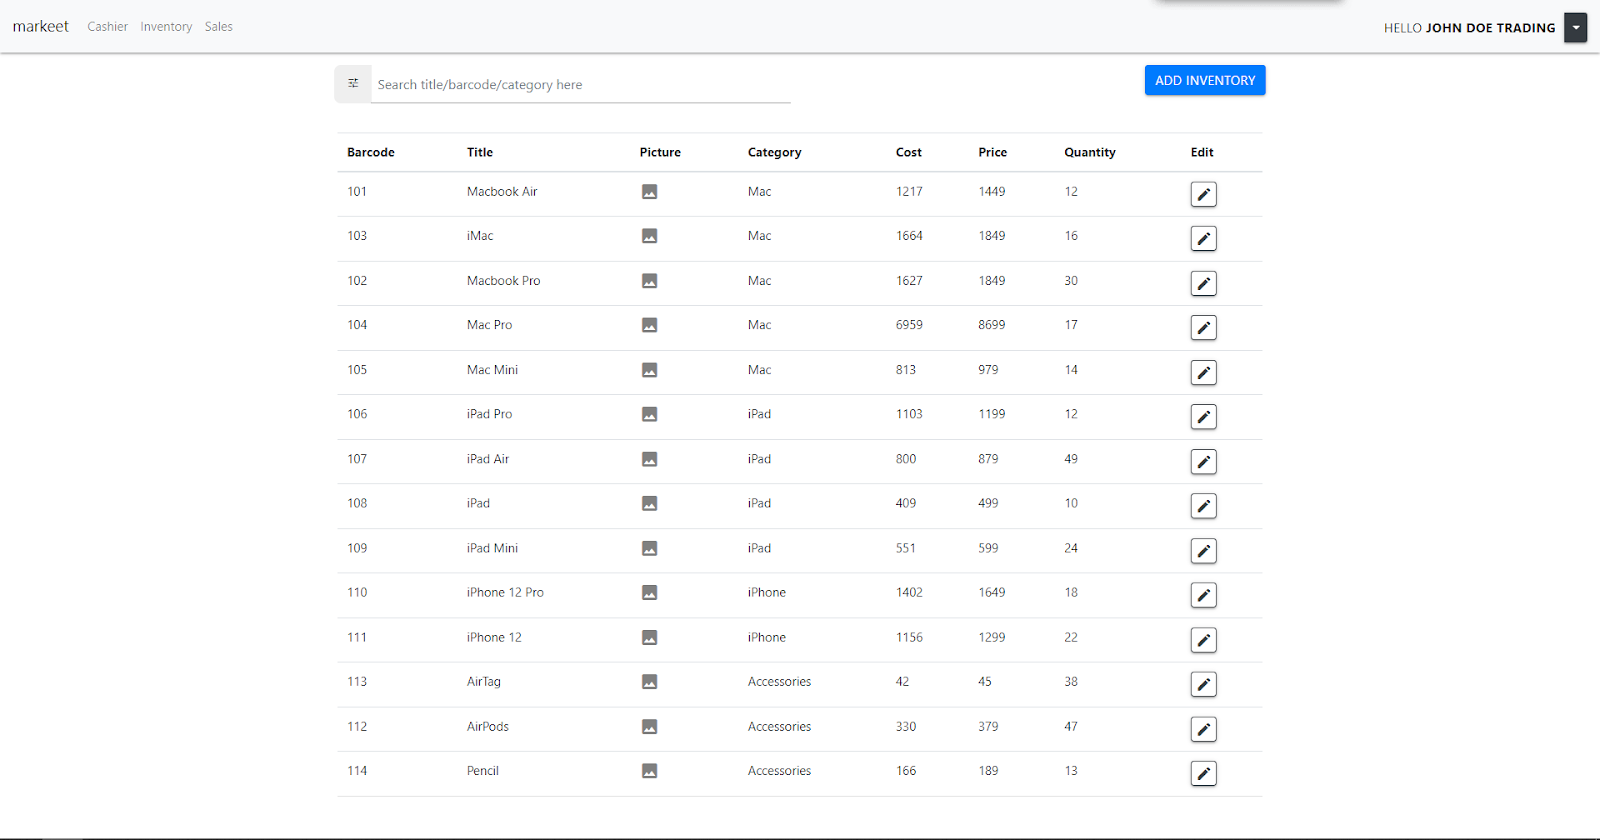 markeet Cashier Inventory Sales HELLO JOHN DOE TRADING
Search title/barcode/category here ADD INVENTORY
Barcode Title Picture Category Cost Price Quantity Edit
101 Macbook Air Mac 1217 1449 12
103 iMac Mac 1664 1849 16
102 Macbook Pro Mac 1627 1849 30
104 Mac Pro Mac 6959 8699 17
105 Mac Mini Mac 813 979 14
106 iPad Pro iPad 1103 1199 12
107 iPad Air iPad 800 879 49
108 iPad iPad 409 499 10
109 iPad Mini iPad 551 599 24
110 iPhone 12 Pro iPhone 1402 1649 18
111 iPhone 12 iPhone 1156 1299 22
113 AirTag Accessories 42 45 38
112 AirPods Accessories 330 379 47
114 Pencil Accessories 166 189 13